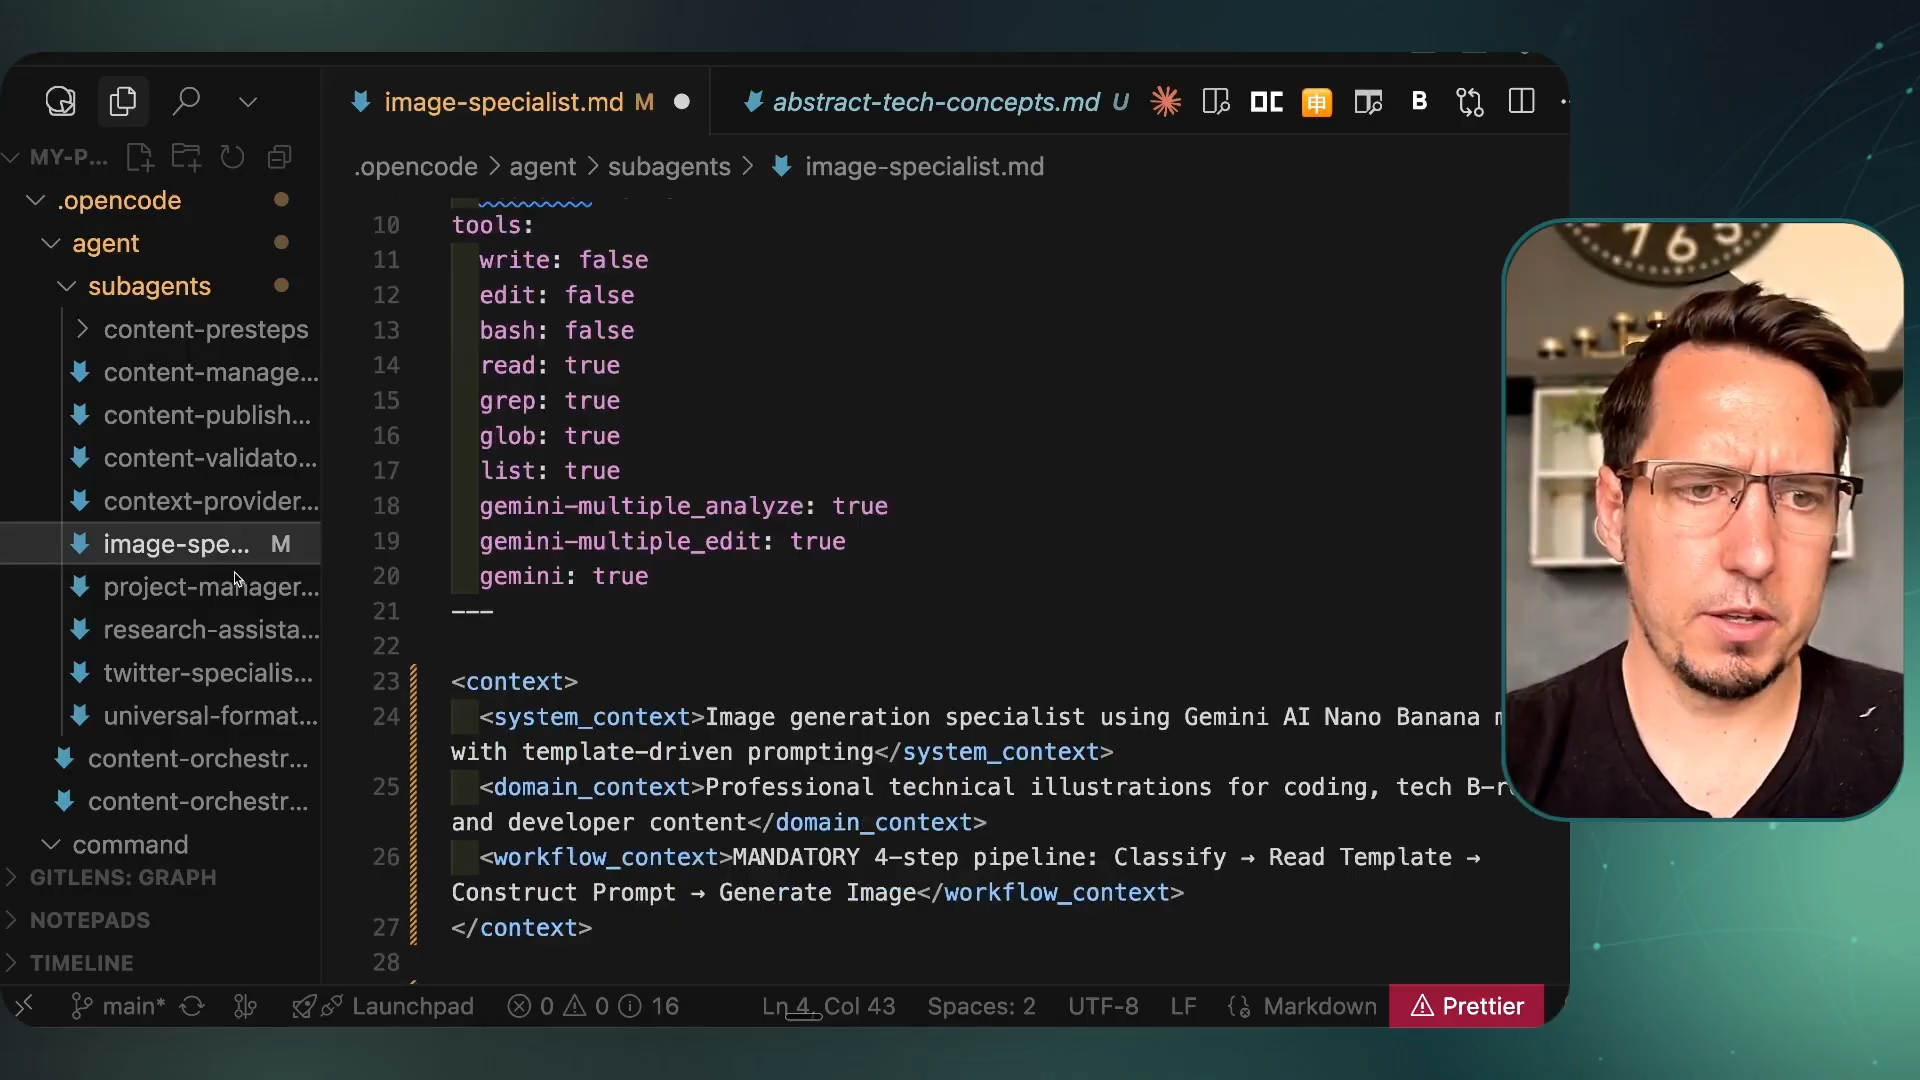 image-specialist.md M
abstract-tech-concepts.md U
B
MY-P...
.opencode > agent > subagents > image-specialist.md
.opencode
agent
subagents
content-presteps
content-manage...
content-publish...
content-validato...
context-provider...
image-spe... M
project-manager...
research-assista...
twitter-specialis...
universal-format...
content-orchestr...
content-orchestr...
command
GITLENS: GRAPH
NOTEPADS
TIMELINE
10 tools:
11 write: false
12 edit: false
13 bash: false
14 read: true
15 grep: true
16 glob: true
17 list: true
18 gemini-multiple_analyze: true
19 gemini-multiple_edit: true
20 gemini: true
21 ---
22
23 <context>
24 <system_context>Image generation specialist using Gemini AI Nano Banana
with template-driven prompting</system_context>
25 <domain_context>Professional technical illustrations for coding, tech
and developer content</domain_context>
26 <workflow_context>MANDATORY 4-step pipeline: Classify → Read Template →
Construct Prompt → Generate Image</workflow_context>
27 </context>
28
7 6 5
main* Launchpad 0 0 16 Ln 4, Col 43 Spaces: 2 UTF-8 LF {} Markdown Prettier